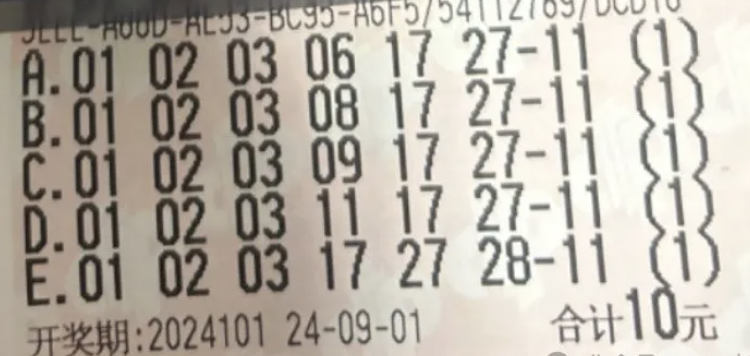 A.01 02 03 06 17 27-11 (1)
B.01 02 03 08 17 27-11 (1)
C.01 02 03 09 17 27-11 (1)
D.01 02 03 11 17 27-11 (1)
E.01 02 03 17 27 28-11 (1)
开奖期:2024101 24-09-01 合计10元